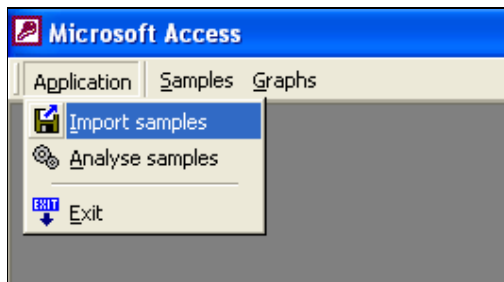 Microsoft Access
Application Samples Graphs
Import samples
Analyse samples
EXIT Exit